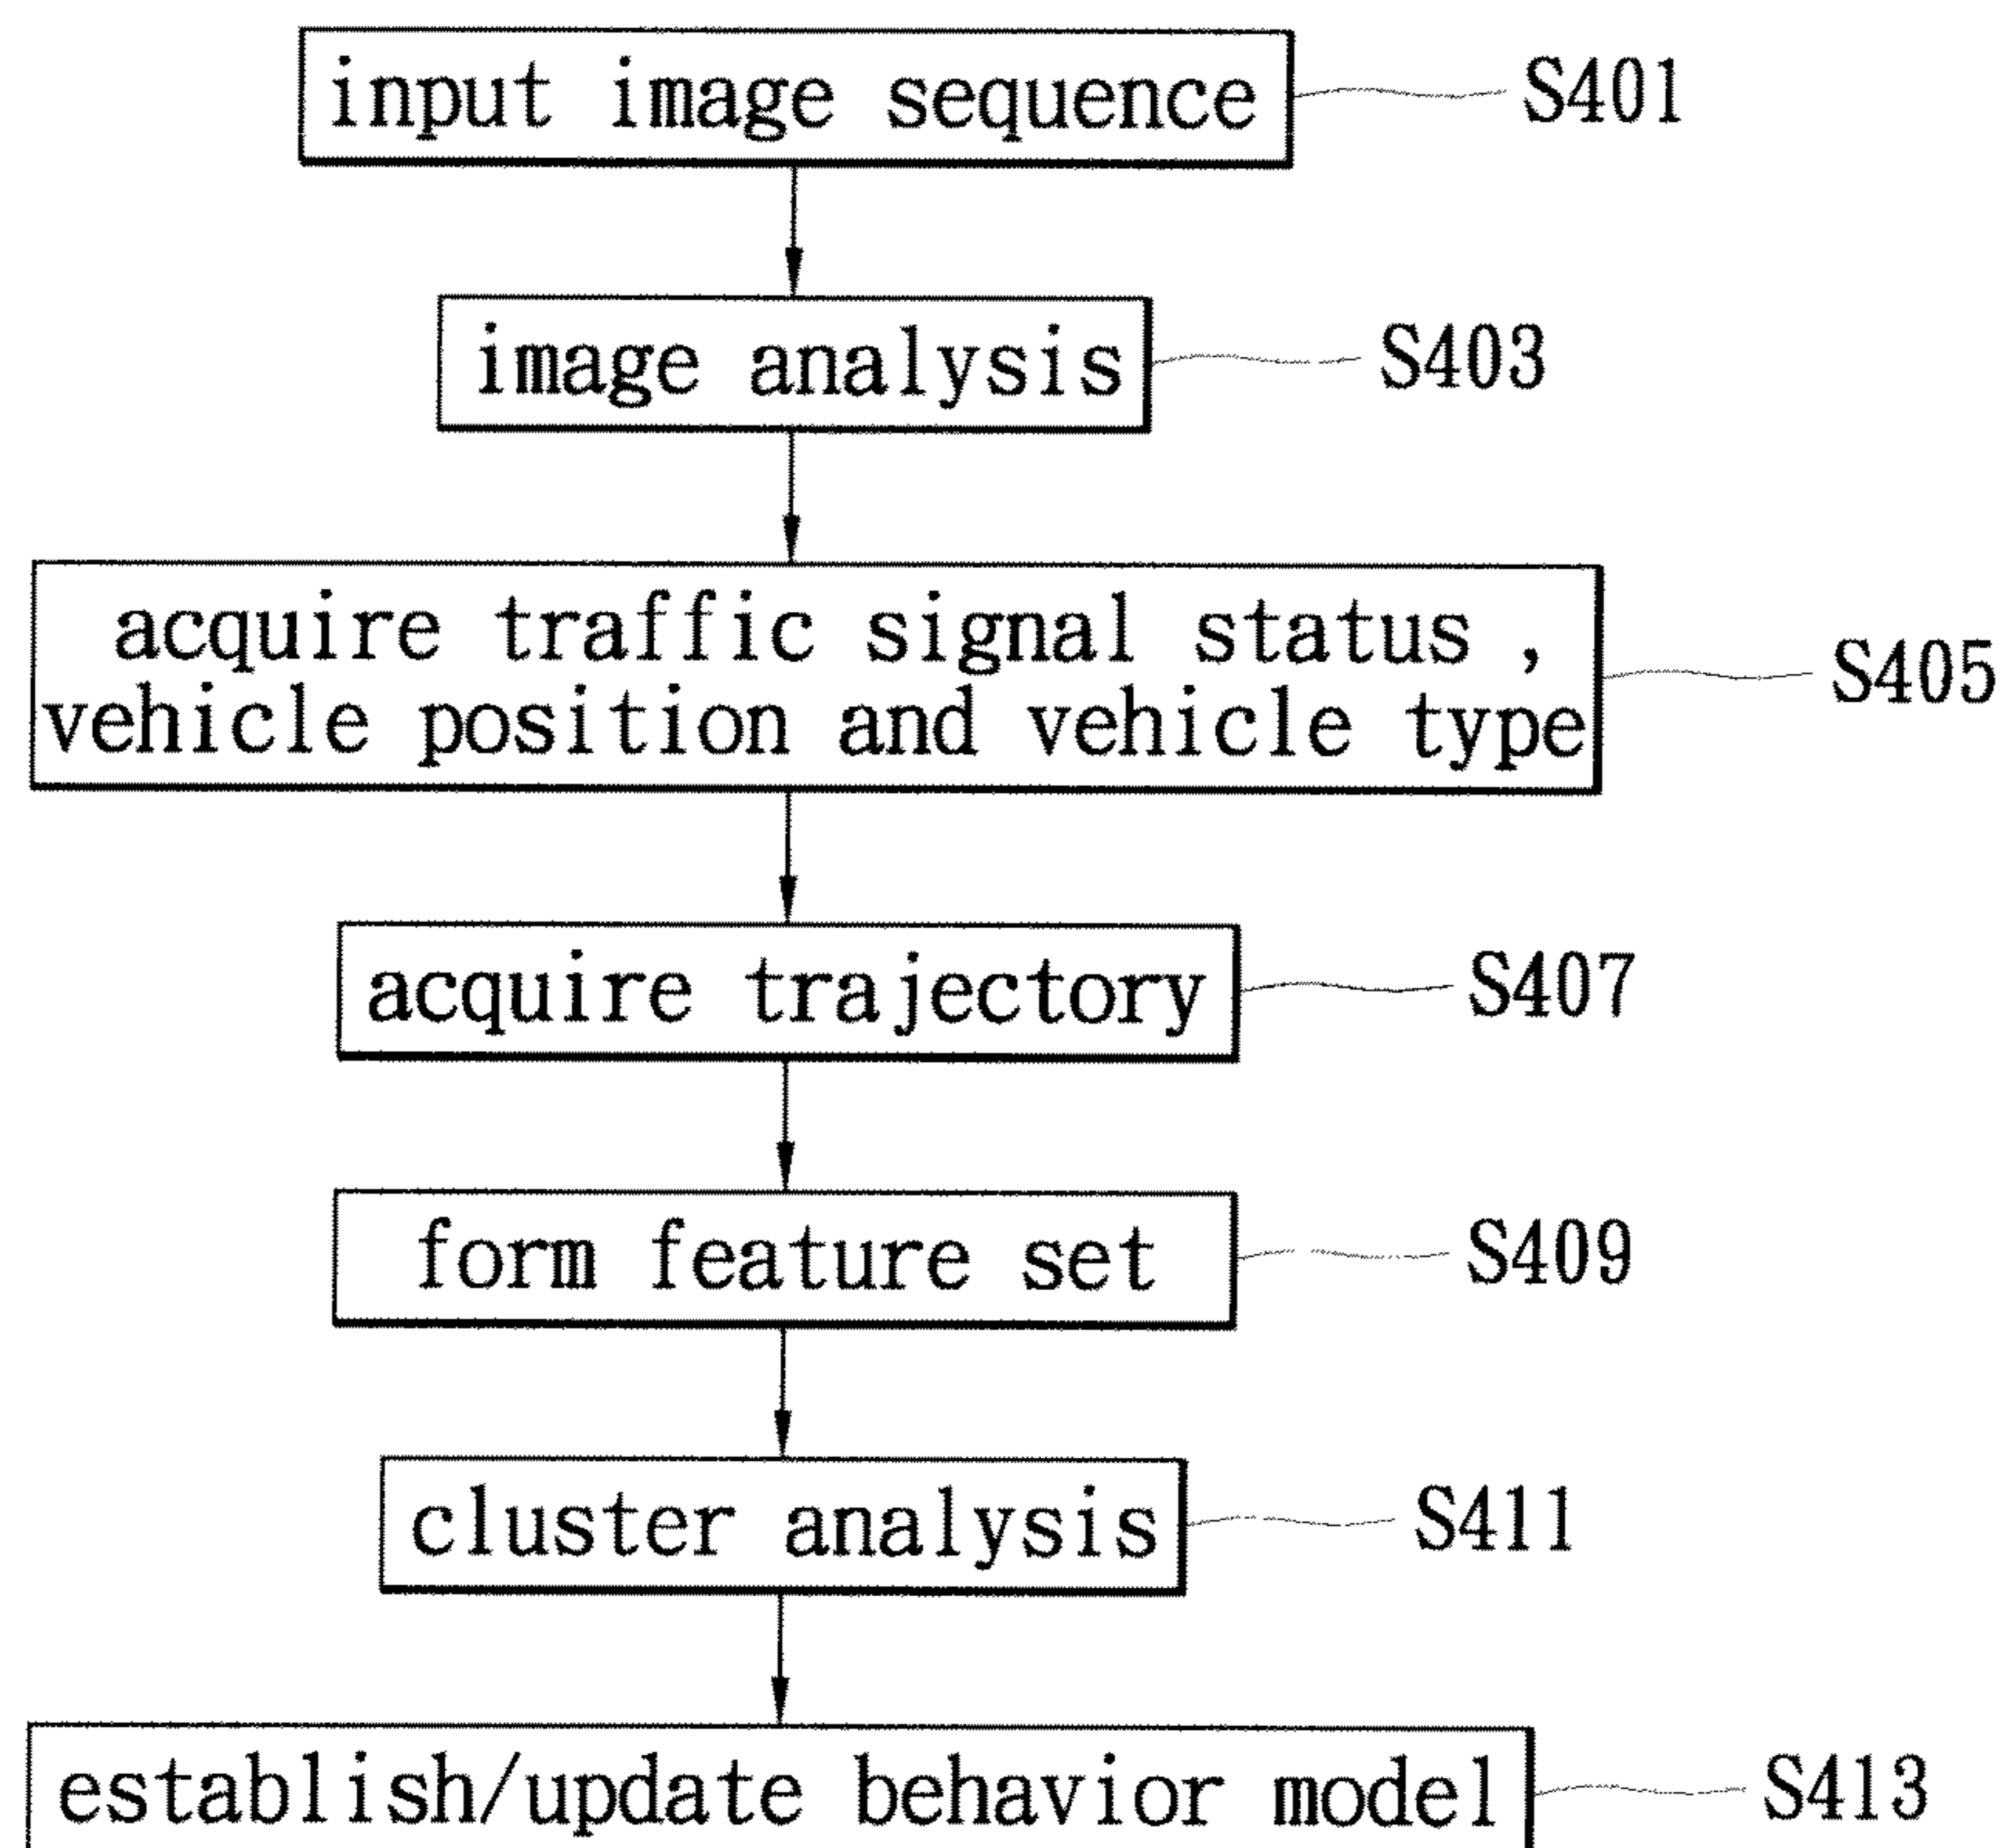 input image sequence S401
image analysis S403
acquire traffic signal status ,
vehicle position and vehicle type S405
acquire trajectory S407
form feature set S409
cluster analysis S411
establish/update behavior model S413